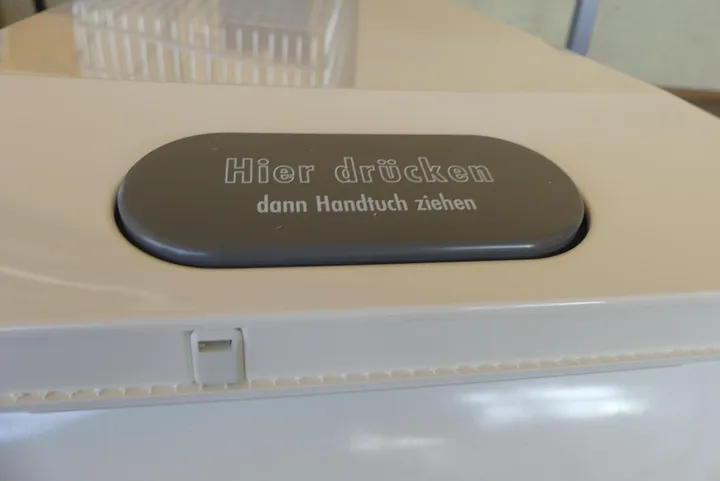 Hier drücken
dann Handtuch ziehen